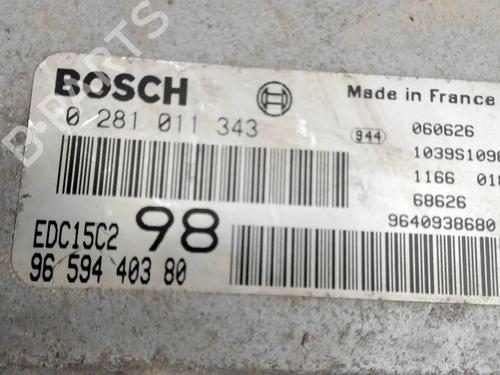 BOSCH
Made in France
0 281 011 343
944
060626
1039S109
1166 01
68626
9640938680
EDC15C2
98
96 594 403 80
B-PARTS